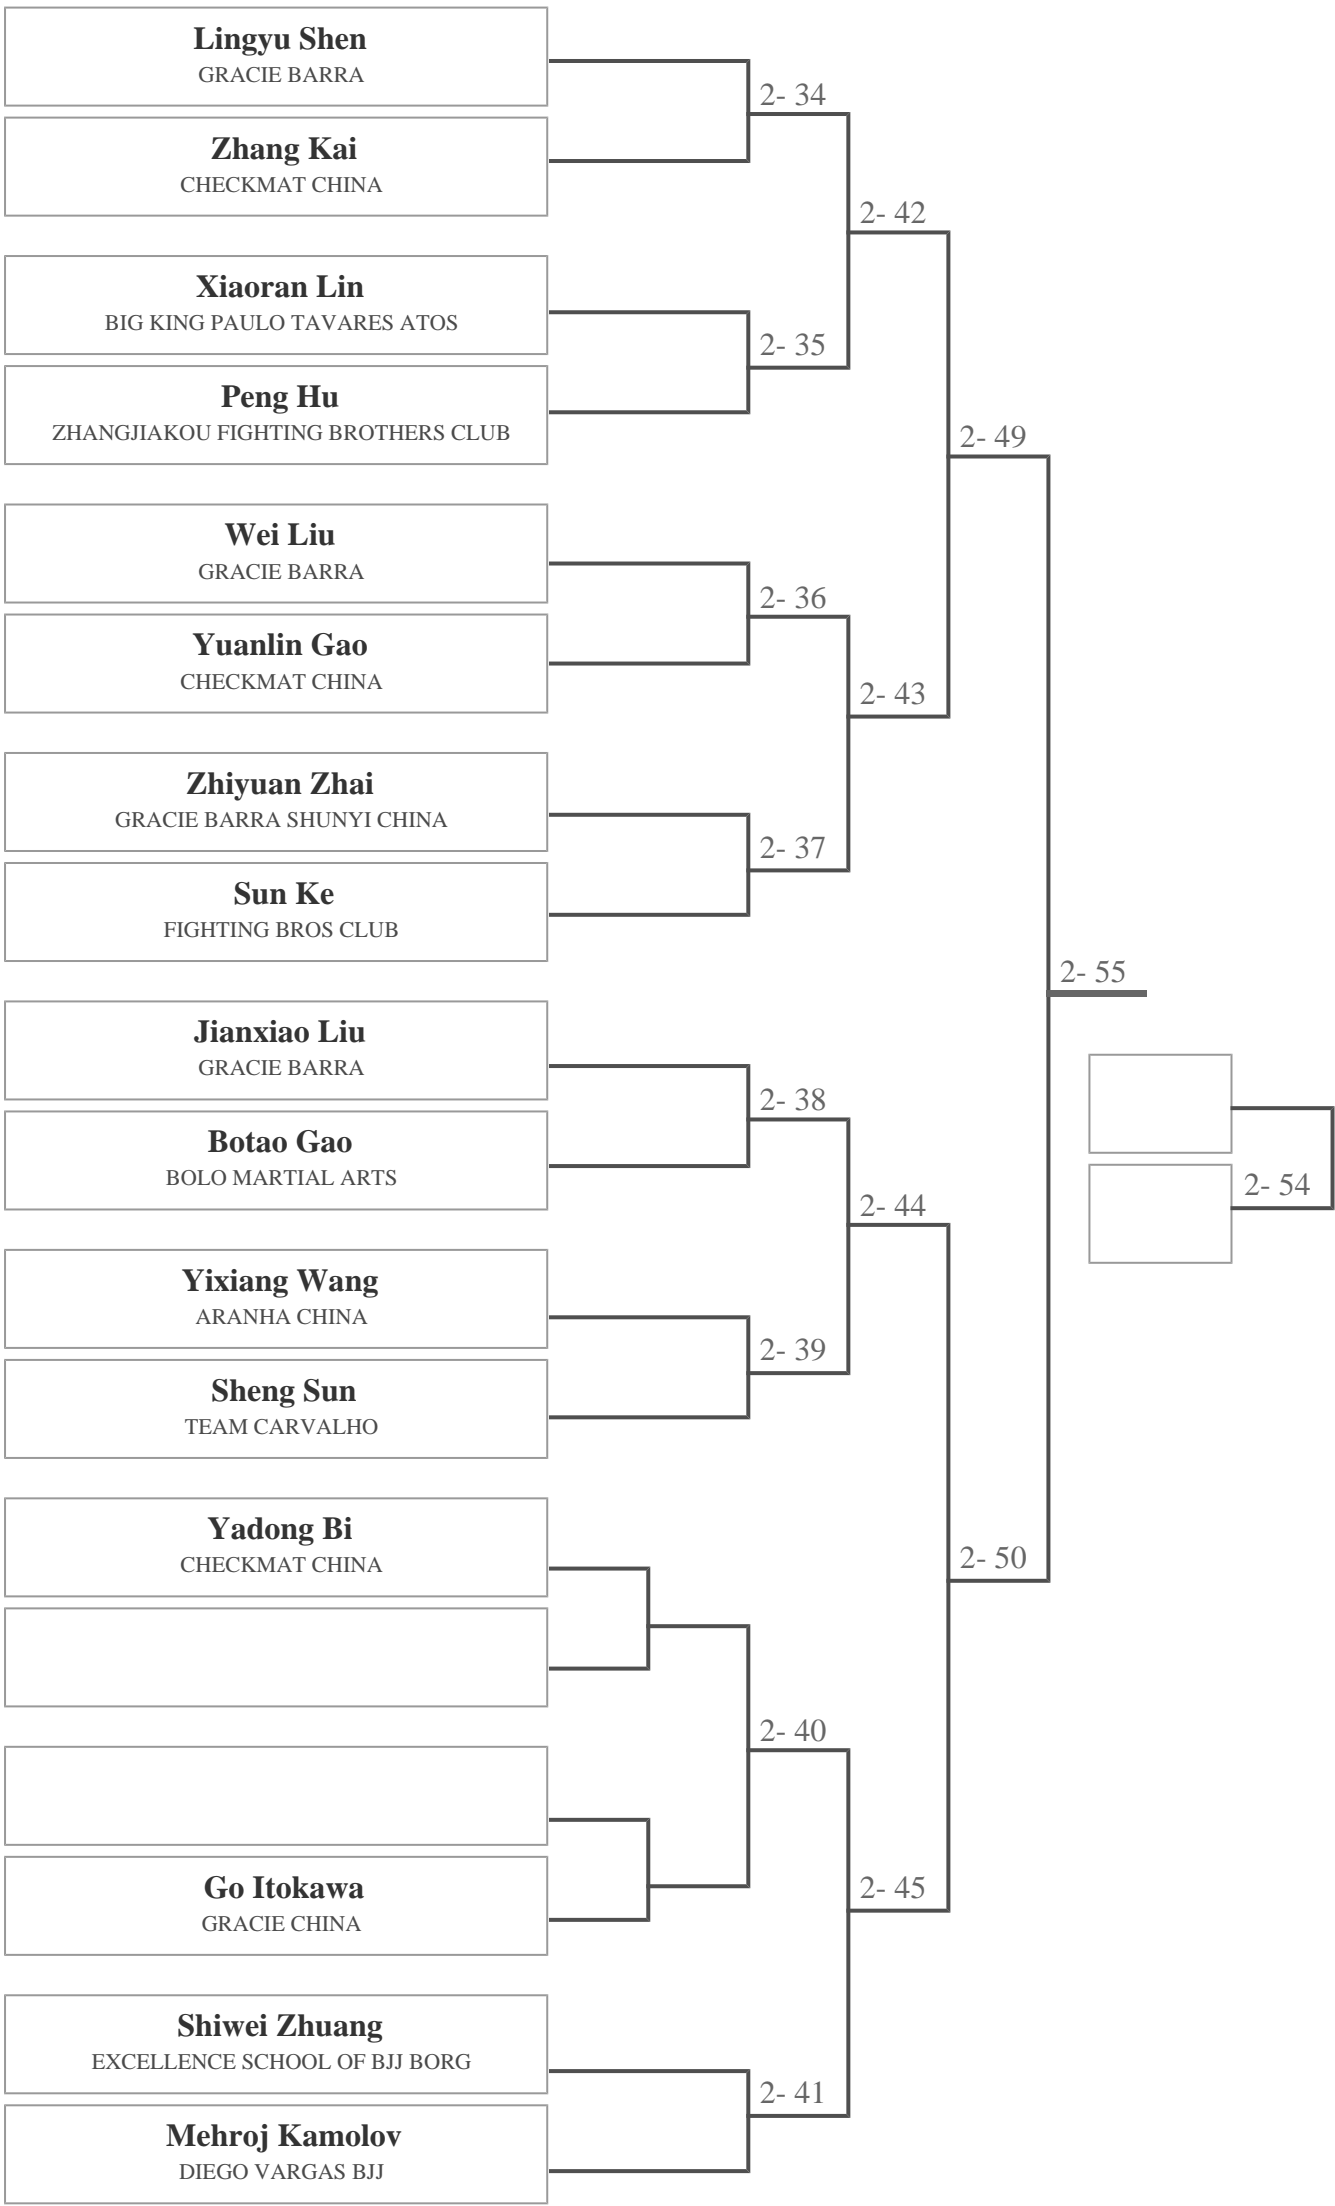 Lingyu Shen
GRACIE BARRA
2- 34
Zhang Kai
CHECKMAT CHINA
2- 42
Xiaoran Lin
BIG KING PAULO TAVARES ATOS
2- 35
Peng Hu
ZHANGJIAKOU FIGHTING BROTHERS CLUB
2- 49
Wei Liu
GRACIE BARRA
2- 36
Yuanlin Gao
CHECKMAT CHINA
2- 43
Zhiyuan Zhai
GRACIE BARRA SHUNYI CHINA
2- 37
Sun Ke
FIGHTING BROS CLUB
2- 55
Jianxiao Liu
GRACIE BARRA
2- 38
Botao Gao
BOLO MARTIAL ARTS
2- 54
2- 44
Yixiang Wang
ARANHA CHINA
2- 39
Sheng Sun
TEAM CARVALHO
Yadong Bi
CHECKMAT CHINA
2- 50
2- 40
Go Itokawa
GRACIE CHINA
2- 45
Shiwei Zhuang
EXCELLENCE SCHOOL OF BJJ BORG
2- 41
Mehroj Kamolov
DIEGO VARGAS BJJ